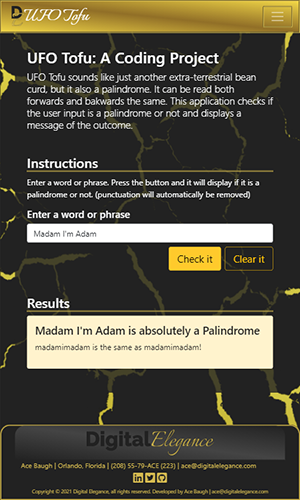 UFO Tofu
UFO Tofu: A Coding Project
UFO Tofu sounds like just another extra-terrestrial bean
curd, but it also a palindrome. It can be read both
forwards and bakwards the same. This application checks if
the user input is a palindrome or not and displays a
message of the outcome.
Instructions
Enter a word or phrase. Press the button and it will display if it is a
palindrome or not. (punctuation will automatically be removed)
Enter a word or phrase
Madam I'm Adam
Check it Clear it
Results
Madam I'm Adam is absolutely a Palindrome
madamimadam is the same as madamimadam!
Digital Elegance
Ace Baugh | Orlando, Florida | (208) 55-79-ACE (223) | ace@digitalelegance.com
Copyright © 2021 Digital Elegance, all rights reserved. Developed by Ace Baugh | ace@digitalelegance.com